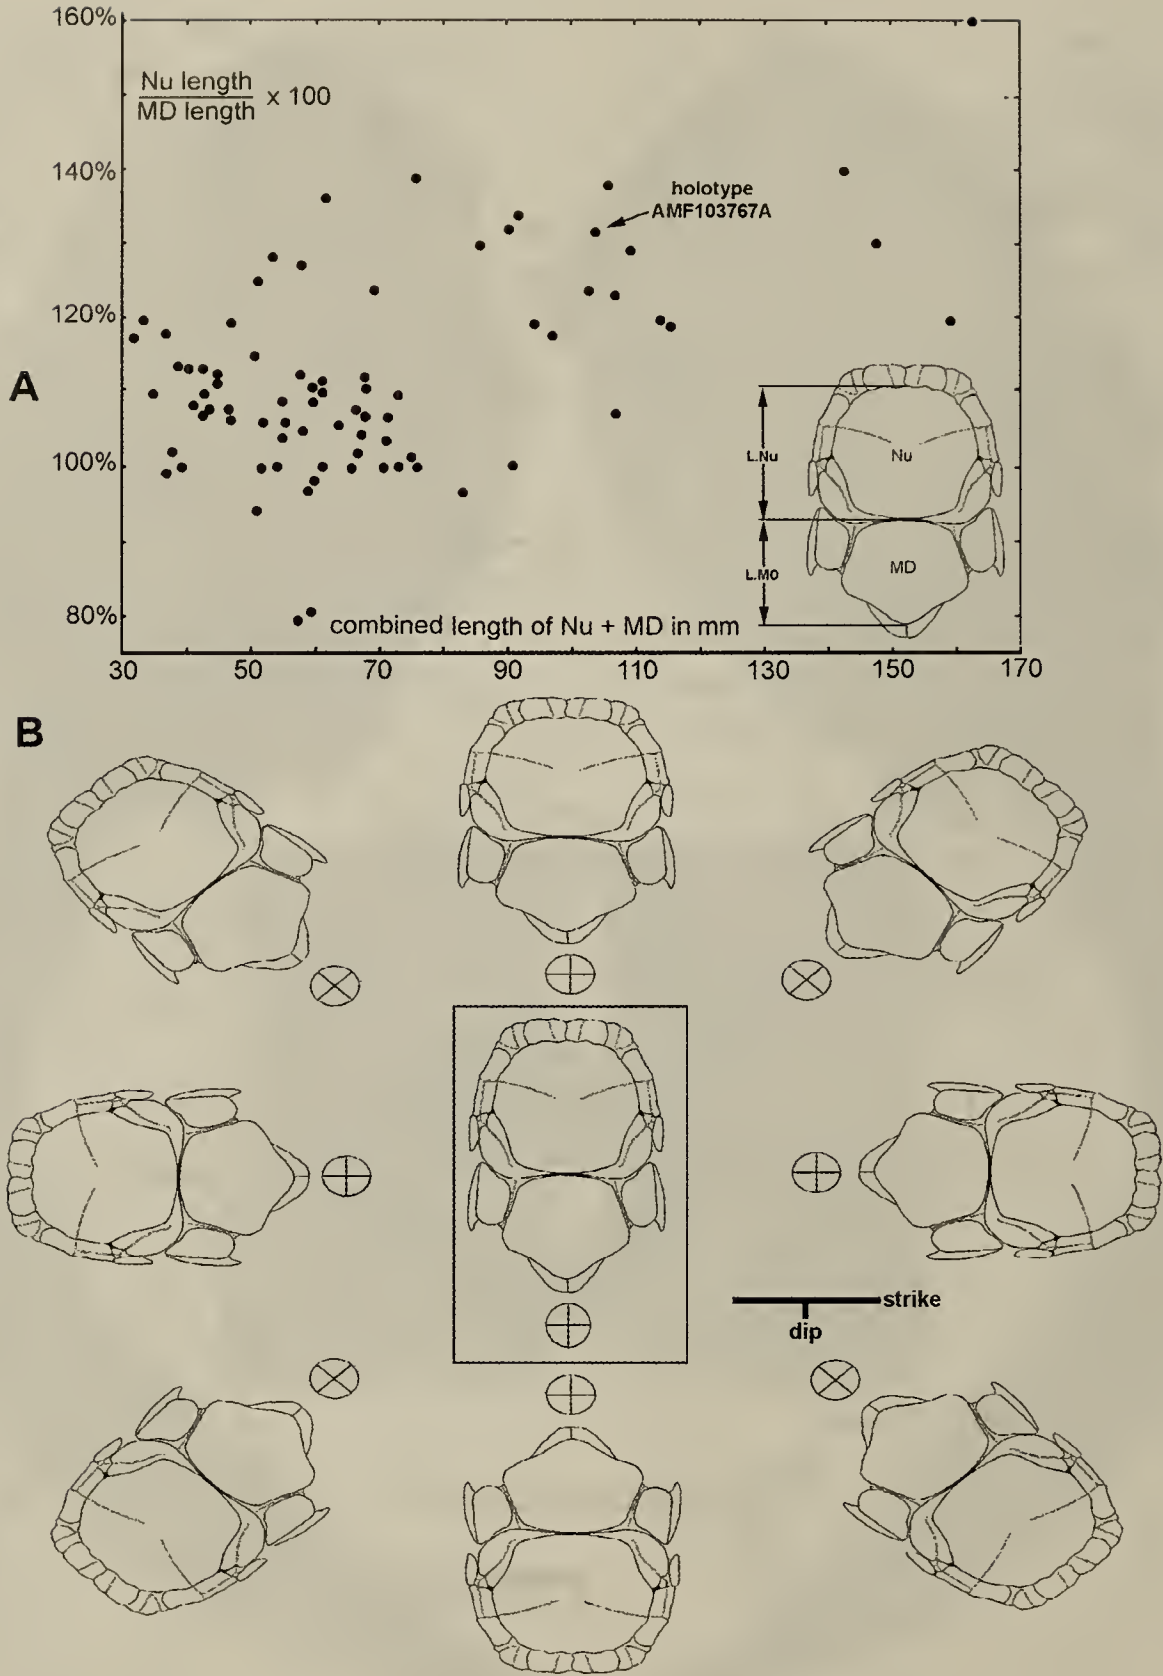 A
160%
140%
120%
100%
80%
Nu length
MD length
x 100
holotype
AMF103767A
L.Nu
Nu
L.MD
MD
combined length of Nu + MD in mm
30
50
70
90
110
130
150
170
B
strike
dip